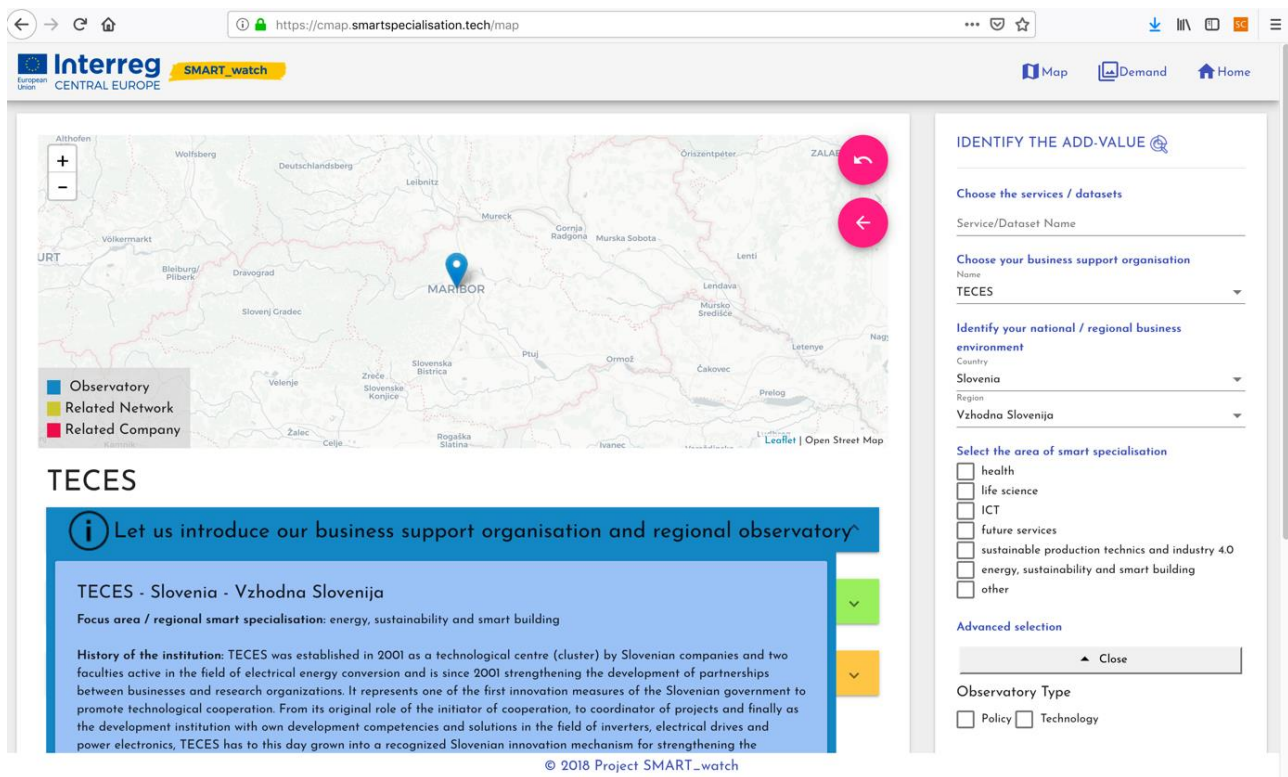 https://cmap.smartspecialisation.tech/map
SC
European
Union
Interreg
CENTRAL EUROPE
SMART_watch
Map
Demand
Home
Althofen
Wolfsberg
Deutschlandsberg
Leibnitz
Mureck
Gornja
Radgona
Murska Sobota
Őriszentpéter
+
−
Völkermarkt
Bleiburg/
Pliberk
Dravograd
MARIBOR
Lenti
Lendava
Slovenj Gradec
Mursko
Središće
Letenye
Ptuj
Ormož
Čakovec
Slovenska
Bistrica
Zreče
Slovenske
Konjice
Velenje
Prelog
Žalec
Celje
Rogaška
Slatina
Ivanec
Observatory
Related Network
Related Company
Leaflet | Open Street Map
TECES
i Let us introduce our business support organisation and regional observatory
TECES - Slovenia - Vzhodna Slovenija
Focus area / regional smart specialisation: energy, sustainability and smart building
History of the institution: TECES was established in 2001 as a technological centre (cluster) by Slovenian companies and two
faculties active in the field of electrical energy conversion and is since 2001 strengthening the development of partnerships
between businesses and research organizations. It represents one of the first innovation measures of the Slovenian government to
promote technological cooperation. From its original role of the initiator of cooperation, to coordinator of projects and finally as
the development institution with own development competencies and solutions in the field of inverters, electrical drives and
power electronics, TECES has to this day grown into a recognized Slovenian innovation mechanism for strengthening the
IDENTIFY THE ADD-VALUE
Choose the services / datasets
Service/Dataset Name
Choose your business support organisation
Name
TECES
Identify your national / regional business
environment
Country
Slovenia
Region
Vzhodna Slovenija
Select the area of smart specialisation
health
life science
ICT
future services
sustainable production technics and industry 4.0
energy, sustainability and smart building
other
Advanced selection
Close
Observatory Type
Policy
Technology
© 2018 Project SMART_watch